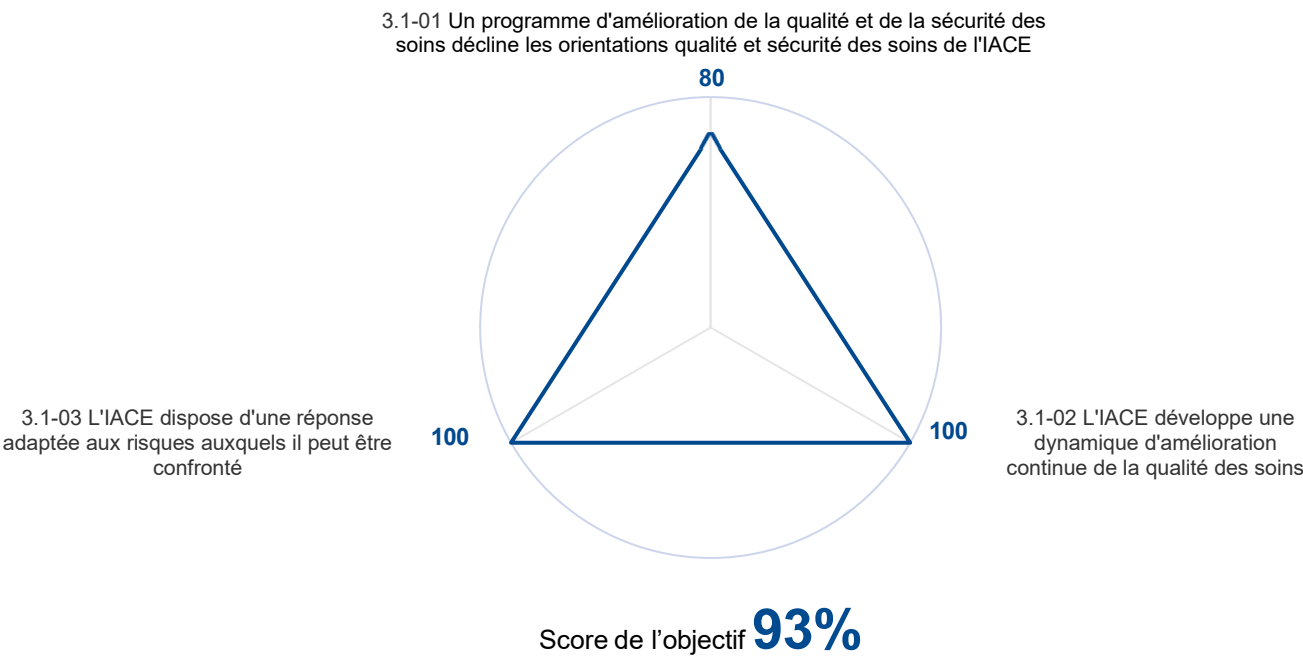 3.1-01 Un programme d'amélioration de la qualité et de la sécurité des
soins décline les orientations qualité et sécurité des soins de l'IACE
80
3.1-03 L'IACE dispose d'une réponse
adaptée aux risques auxquels il peut être
confronté
100
100
3.1-02 L'IACE développe une
dynamique d'amélioration
continue de la qualité des soins
Score de l’objectif 93%